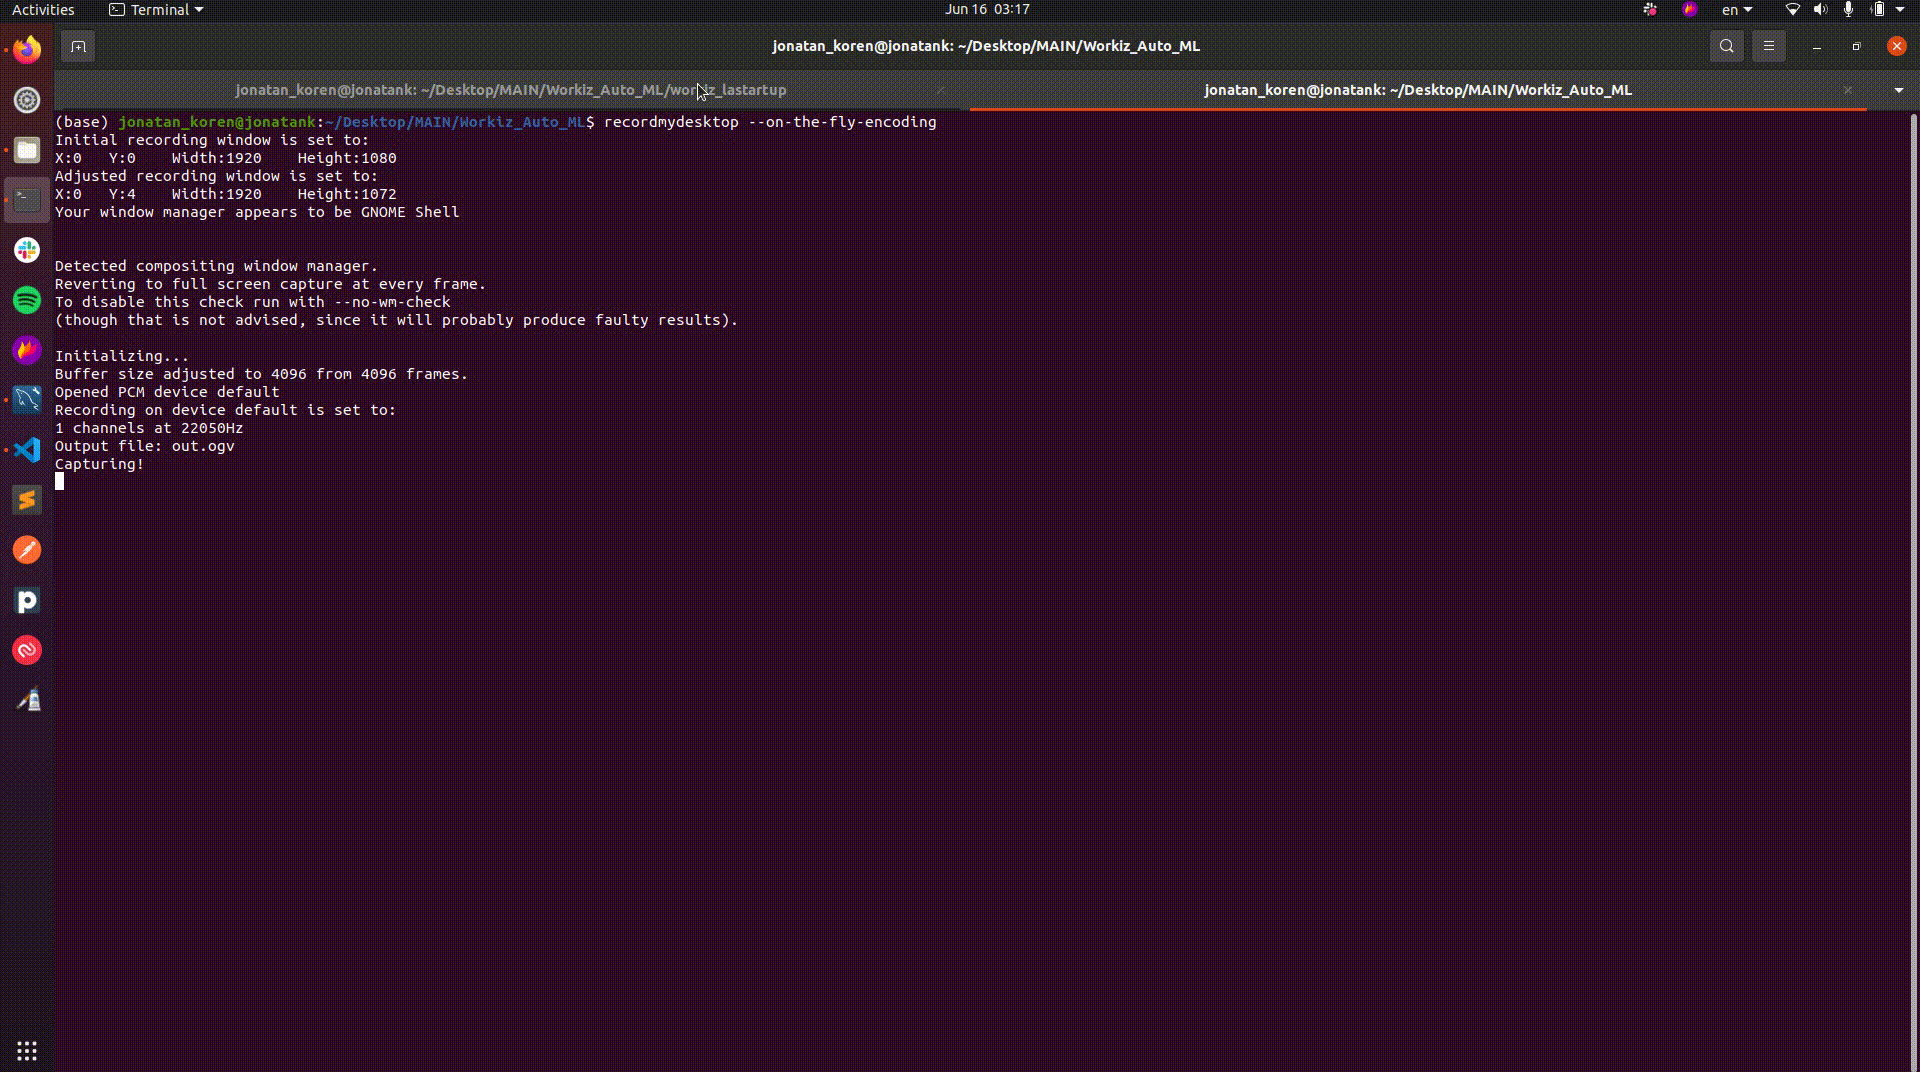 Activities Terminal Jun 16 03:17 en
jonatan_koren@jonatank: ~/Desktop/MAIN/Workiz_Auto_ML
jonatan_koren@jonatank: ~/Desktop/MAIN/Workiz_Auto_ML/workiz_lastartup jonatan_koren@jonatank: ~/Desktop/MAIN/Workiz_Auto_ML
(base) jonatan_koren@jonatank:~/Desktop/MAIN/Workiz_Auto_ML$ recordmydesktop --on-the-fly-encoding
Initial recording window is set to:
X:0 Y:0 Width:1920 Height:1080
Adjusted recording window is set to:
X:0 Y:4 Width:1920 Height:1072
Your window manager appears to be GNOME Shell
Detected compositing window manager.
Reverting to full screen capture at every frame.
To disable this check run with --no-wm-check
(though that is not advised, since it will probably produce faulty results).
Initializing...
Buffer size adjusted to 4096 from 4096 frames.
Opened PCM device default
Recording on device default is set to:
1 channels at 22050Hz
Output file: out.ogv
Capturing!